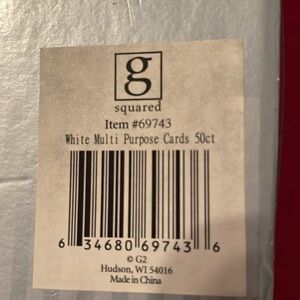 g
squared
Item #69743
White Multi Purpose Cards 50ct
6 34680 69743 6
© G2
Hudson, WI 54016
Made in China